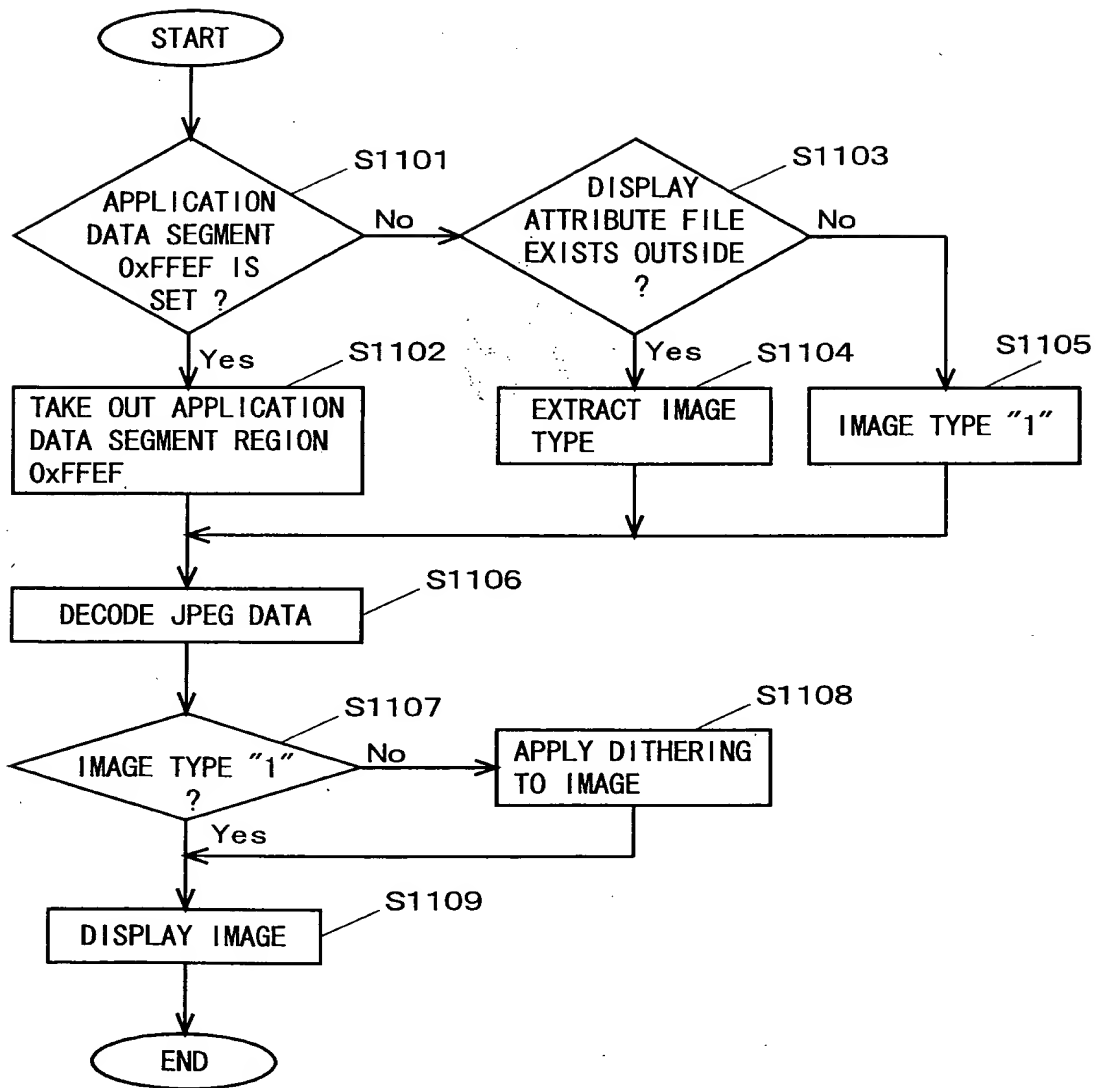 START
S1101
APPLICATION
DATA SEGMENT
0xFFEF IS
SET ?
No
S1103
DISPLAY
ATTRIBUTE FILE
EXISTS OUTSIDE
?
No
Yes
S1102
TAKE OUT APPLICATION
DATA SEGMENT REGION
0xFFEF
Yes
S1104
EXTRACT IMAGE
TYPE
S1105
IMAGE TYPE "1"
S1106
DECODE JPEG DATA
S1107
IMAGE TYPE "1"
?
No
S1108
APPLY DITHERING
TO IMAGE
Yes
S1109
DISPLAY IMAGE
END